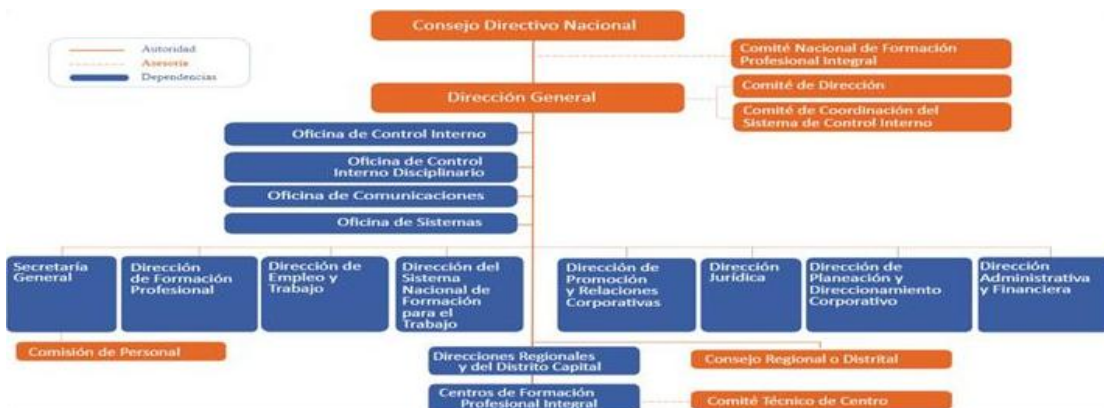 Consejo Directivo Nacional
Autoridad
Asesoría
Dependencias
Comité Nacional de Formación
Profesional Integral
Dirección General
Comité de Dirección
Comité de Coordinación del
Sistema de Control Interno
Oficina de Control Interno
Oficina de Control
Interno Disciplinario
Oficina de Comunicaciones
Oficina de Sistemas
Secretaría
General
Dirección
de Formación
Profesional
Dirección de
Empleo y
Trabajo
Dirección del
Sistema
Nacional de
Formación
para el
Trabajo
Dirección de
Promoción
y Relaciones
Corporativas
Dirección
Jurídica
Dirección de
Planeación y
Direccionamiento
Corporativo
Dirección
Administrativa
y Financiera
Comisión de Personal
Direcciones Regionales
y del Distrito Capital
Consejo Regional o Distrital
Centros de Formación
Profesional Integral
Comité Técnico de Centro